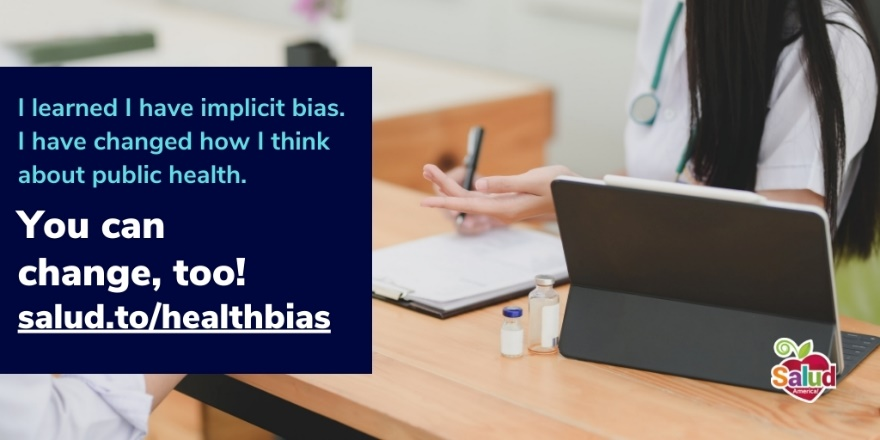 I learned I have implicit bias.
I have changed how I think
about public health.
You can
change, too!
salud.to/healthbias
Salud
America!